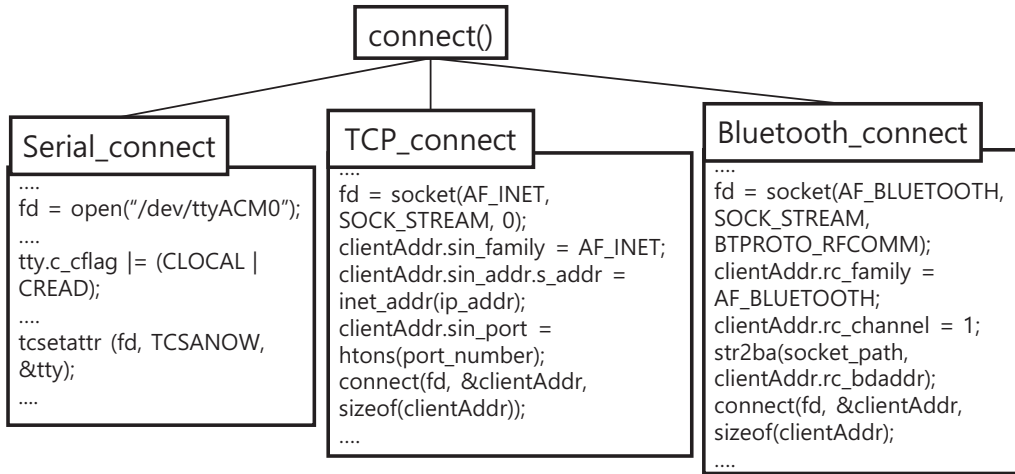 connect()
Serial_connect
....
fd = open(“/dev/ttyACM0”);
....
tty.c_cflag |= (CLOCAL |
CREAD);
....
tcsetattr (fd, TCSANOW,
&tty);
....
TCP_connect
....
fd = socket(AF_INET,
SOCK_STREAM, 0);
clientAddr.sin_family = AF_INET;
clientAddr.sin_addr.s_addr =
inet_addr(ip_addr);
clientAddr.sin_port =
htons(port_number);
connect(fd, &clientAddr,
sizeof(clientAddr));
....
Bluetooth_connect
....
fd = socket(AF_BLUETOOTH,
SOCK_STREAM,
BTPROTO_RFCOMM);
clientAddr.rc_family =
AF_BLUETOOTH;
clientAddr.rc_channel = 1;
str2ba(socket_path,
clientAddr.rc_bdaddr);
connect(fd, &clientAddr,
sizeof(clientAddr);
....